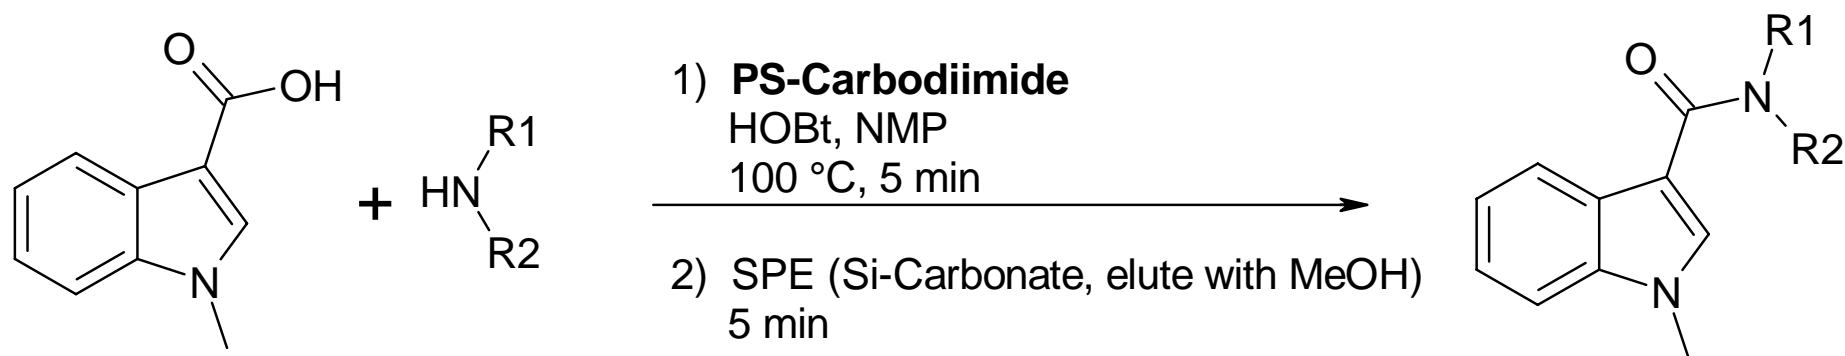 O
OH
N
+
R1
HN
R2
1) PS-Carbodiimide
HOBt, NMP
100 °C, 5 min
2) SPE (Si-Carbonate, elute with MeOH)
5 min
R1
O
N
R2
N